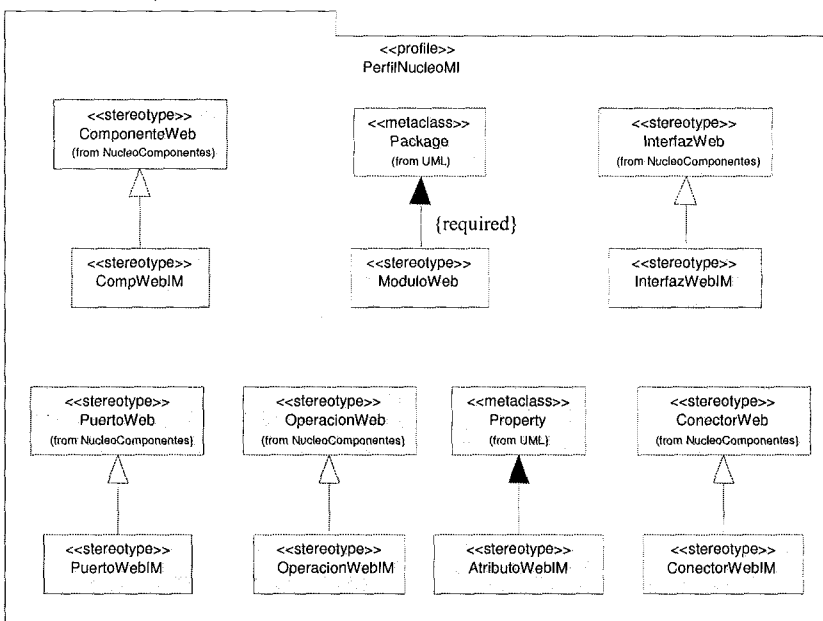 <<profile>>
PerfilNucleoMI
<<stereotype>>
ComponenteWeb
(from NucleoComponentes)
<<metaclass>>
Package
(from UML)
<<stereotype>>
InterfazWeb
(from NucleoComponentes)
{required}
<<stereotype>>
CompWebIM
<<stereotype>>
ModuloWeb
<<stereotype>>
InterfazWebIM
<<stereotype>>
PuertoWeb
(from NucleoComponentes)
<<stereotype>>
OperacionWeb
(from NucleoComponentes)
<<metaclass>>
Property
(from UML)
<<stereotype>>
ConectorWeb
(from NucleoComponentes)
<<stereotype>>
PuertoWebIM
<<stereotype>>
OperacionWebIM
<<stereotype>>
AtributoWebIM
<<stereotype>>
ConectorWebIM